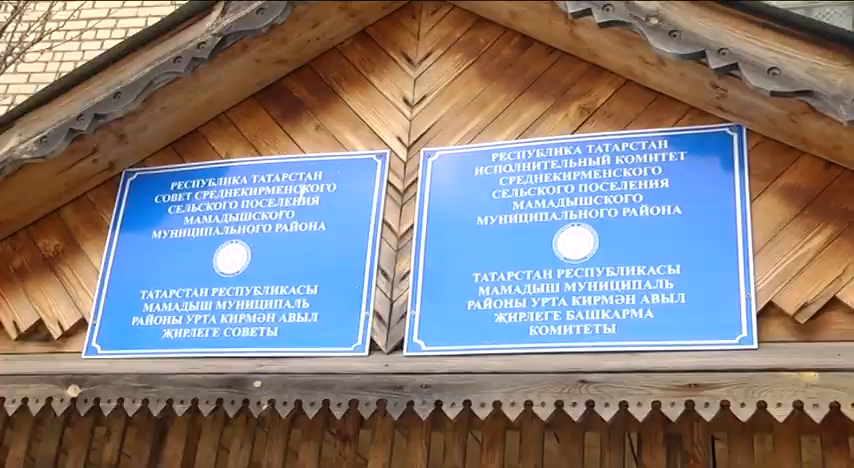 РЕСПУБЛИКА ТАТАРСТАН
СОВЕТ СРЕДНЕКИРМЕНСКОГО
СЕЛЬСКОГО ПОСЕЛЕНИЯ
МАМАДЫШСКОГО
МУНИЦИПАЛЬНОГО РАЙОНА
ТАТАРСТАН РЕСПУБЛИКАСЫ
МАМАДЫШ МУНИЦИПАЛЬ
РАЙОНЫ УРТА КИРМӘН АВЫЛ
ҖИРЛЕГЕ СОВЕТЫ
РЕСПУБЛИКА ТАТАРСТАН
ИСПОЛНИТЕЛЬНЫЙ КОМИТЕТ
СРЕДНЕКИРМЕНСКОГО
СЕЛЬСКОГО ПОСЕЛЕНИЯ
МАМАДЫШСКОГО
МУНИЦИПАЛЬНОГО РАЙОНА
ТАТАРСТАН РЕСПУБЛИКАСЫ
МАМАДЫШ МУНИЦИПАЛЬ
РАЙОНЫ УРТА КИРМӘН АВЫЛ
ҖИРЛЕГЕ БАШКАРМА
КОМИТЕТЫ